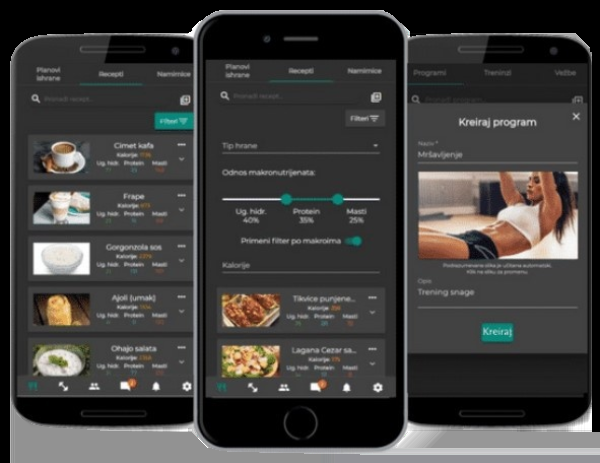 Planovi
ishrane
Recepti
Namirnice
Pronađi recept...
Filteri
Cimet kafa
Kalorije
Ug. hidr. Protein Masti
Frape
Kalorije
Ug. hidr. Protein Masti
Gorgonzola sos
Kalorije
Ug. hidr. Protein Masti
Ajoli (umak)
Kalorije
Ug. hidr. Protein Masti
Ohajo salata
Kalorije
Ug. hidr. Protein Masti
Planovi
ishrane
Recepti
Namirnice
Pronađi recept...
Filteri
Tip hrane
Odnos makronutrijenata:
Ug. hidr. Protein Masti
40% 35% 25%
Primeni filter po makroima
Kalorije
Tikvice punjene...
Kalorije
Ug. hidr. Protein Masti
Lagana Cezar sa...
Kalorije
Ug. hidr. Protein Masti
Programi
Treninzi
Vežbe
Pronađi program...
Kreiraj program
Naziv *
Mršavljenje
Podrazumevana slika je učitana automatski.
Klik na sliku za promenu.
Opis
Trening snage
Kreiraj